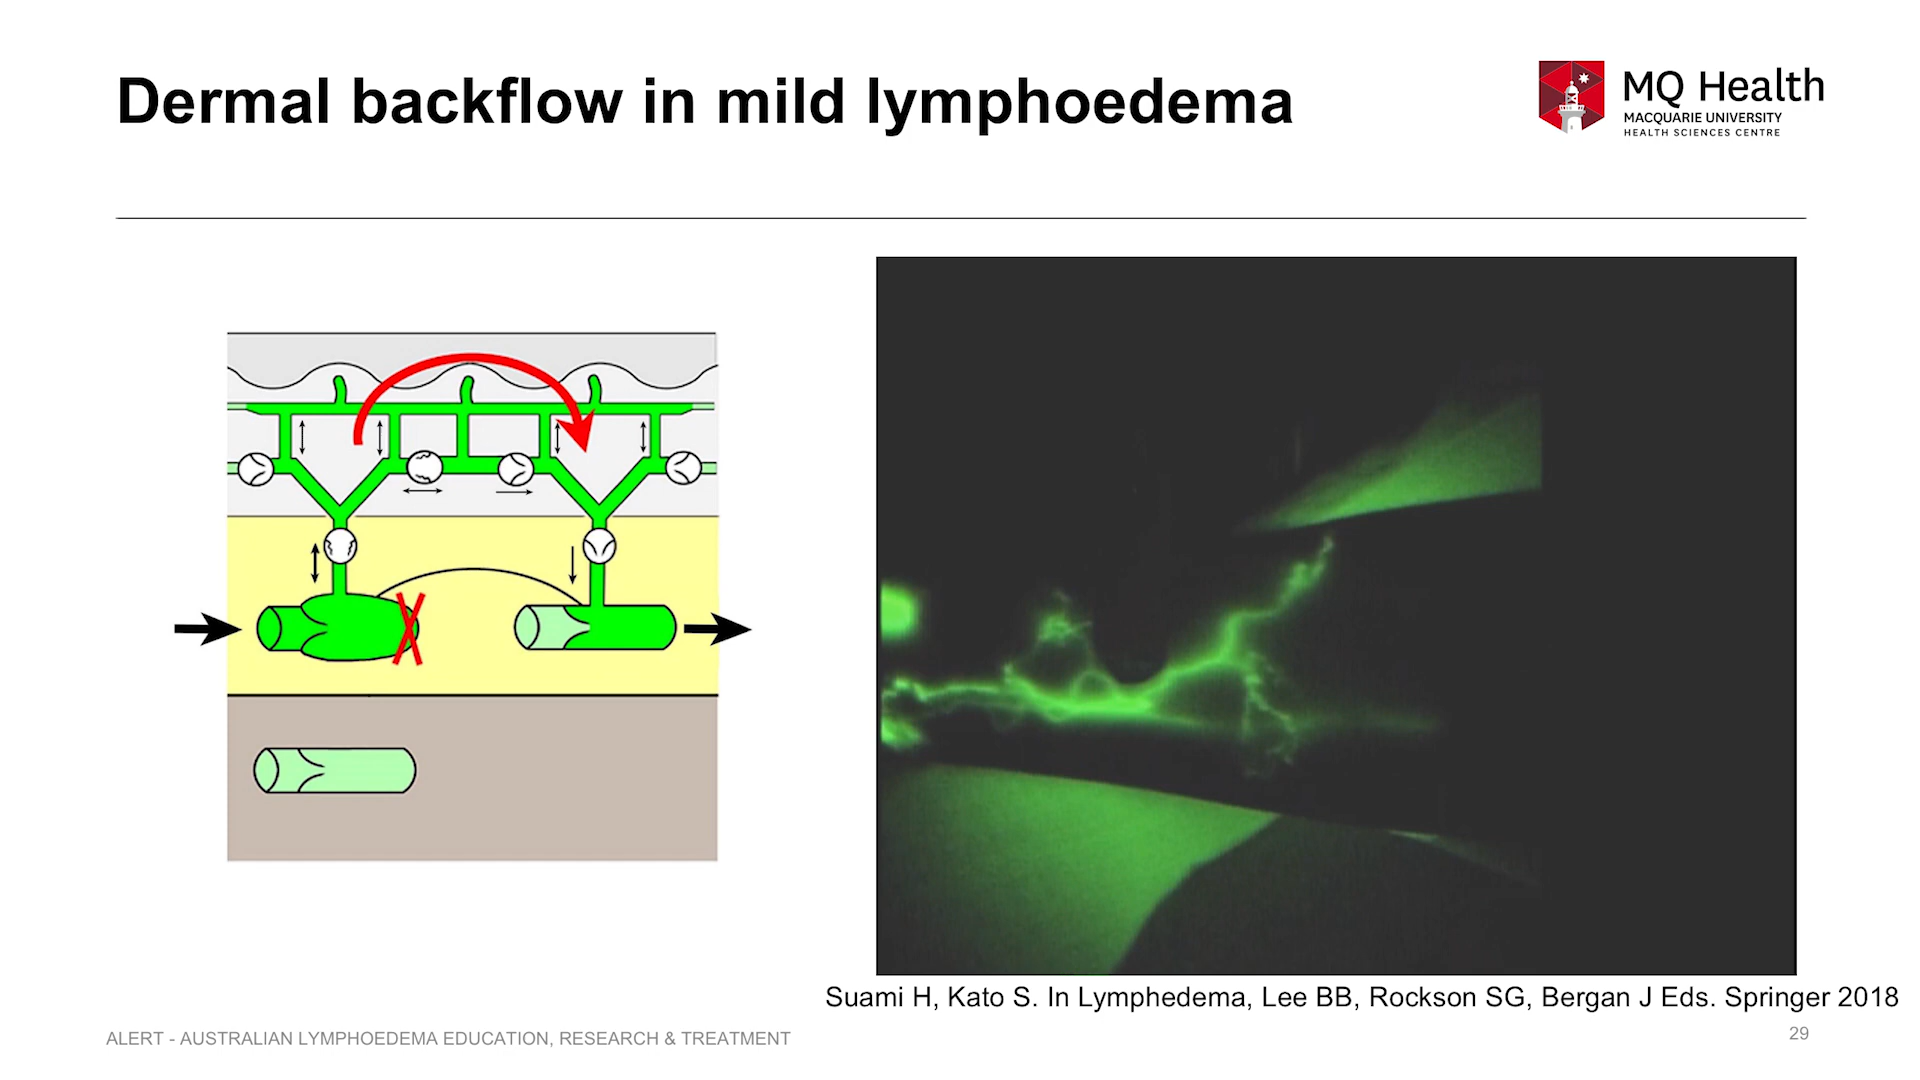 Dermal backflow in mild lymphoedema
MQ Health
MACQUARIE UNIVERSITY
HEALTH SCIENCES CENTRE
Suami H, Kato S. In Lymphedema, Lee BB, Rockson SG, Bergan J Eds. Springer 2018
ALERT - AUSTRALIAN LYMPHOEDEMA EDUCATION, RESEARCH & TREATMENT
29